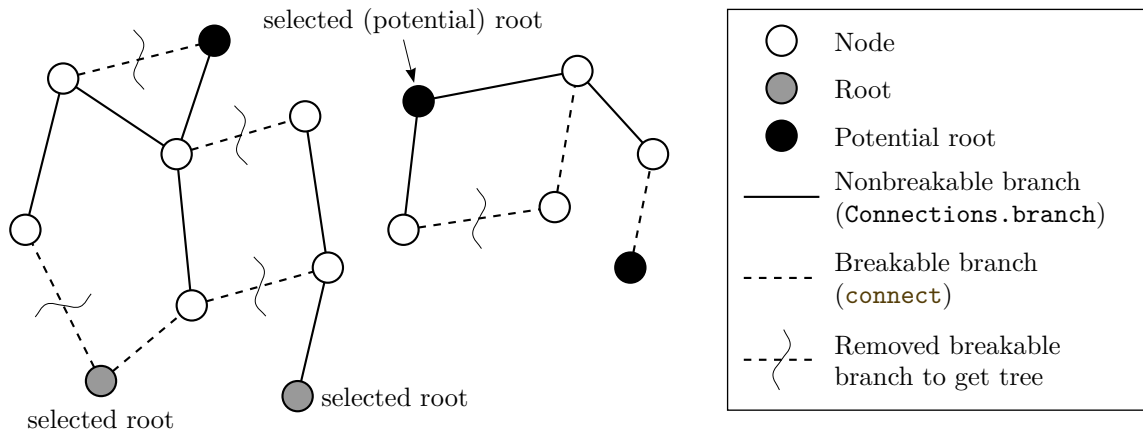 selected (potential) root
selected root
selected root
Node
Root
Potential root
Nonbreakable branch
(Connections.branch)
Breakable branch
(connect)
Removed breakable
branch to get tree